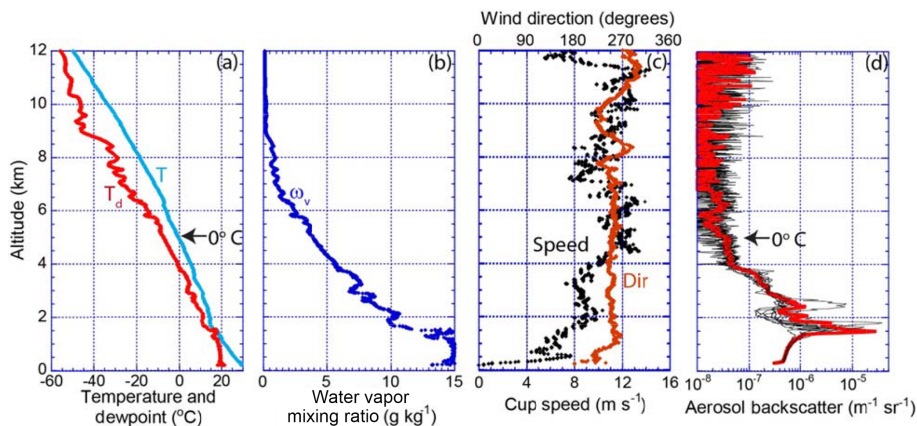 Wind direction (degrees)
0 90 180 270 360
12
10
8
6
4
2
0
Altitude (km)
(a)
T
T_d
0° C
-60 -40 -20 0 20
Temperature and
dewpoint (°C)
(b)
ω_v
0 5 10 15
Water vapor
mixing ratio (g kg⁻¹)
(c)
Speed
Dir
0 4 8 12 16
Cup speed (m s⁻¹)
(d)
0° C
10⁻⁸ 10⁻⁷ 10⁻⁶ 10⁻⁵
Aerosol backscatter (m⁻¹ sr⁻¹)